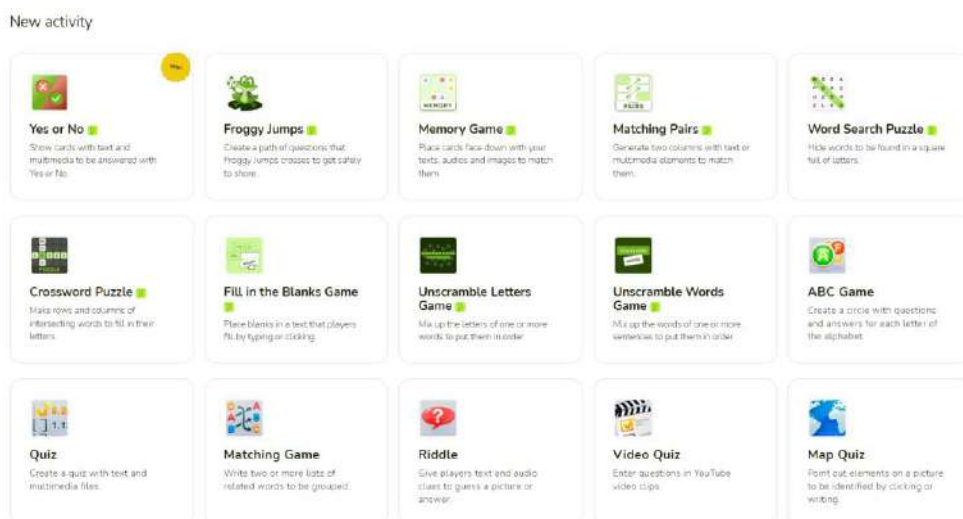 New activity
Yes or No
Show cards with text and
multimedia to be answered with
Yes or No.
Froggy Jumps
Create a path of questions that
Froggy Jumps crosses to get safely
to shore.
MEMORY
Memory Game
Place cards face down with your
texts, audios and images to match
them.
PAIRS
Matching Pairs
Generate two columns with text or
multimedia elements to match
them.
Word Search Puzzle
Hide words to be found in a square
full of letters.
PUZZLE
Crossword Puzzle
Make rows and columns of
intersecting words to fill in their
letters.
Fill in the Blanks Game
Place blanks in a text that players
fill by typing or clicking.
Unscramble Letters
Game
Mix up the letters of one or more
words to put them in order.
Unscramble Words
Game
Mix up the words of one or more
sentences to put them in order.
ABC Game
Create a circle with questions
and answers for each letter of
the alphabet.
Quiz
Create a quiz with text and
multimedia files.
Matching Game
Write two or more lists of
related words to be grouped.
Riddle
Give players text and audio
clues to guess a picture or
answer.
Video Quiz
Enter questions in YouTube
video clips.
Map Quiz
Point out elements on a picture
to be identified by clicking or
writing.